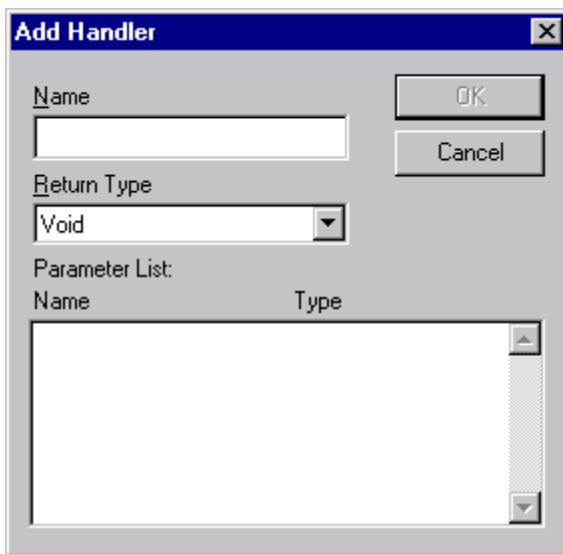 Add Handler
Name
OK
Cancel
Return Type
Void
Parameter List:
Name Type